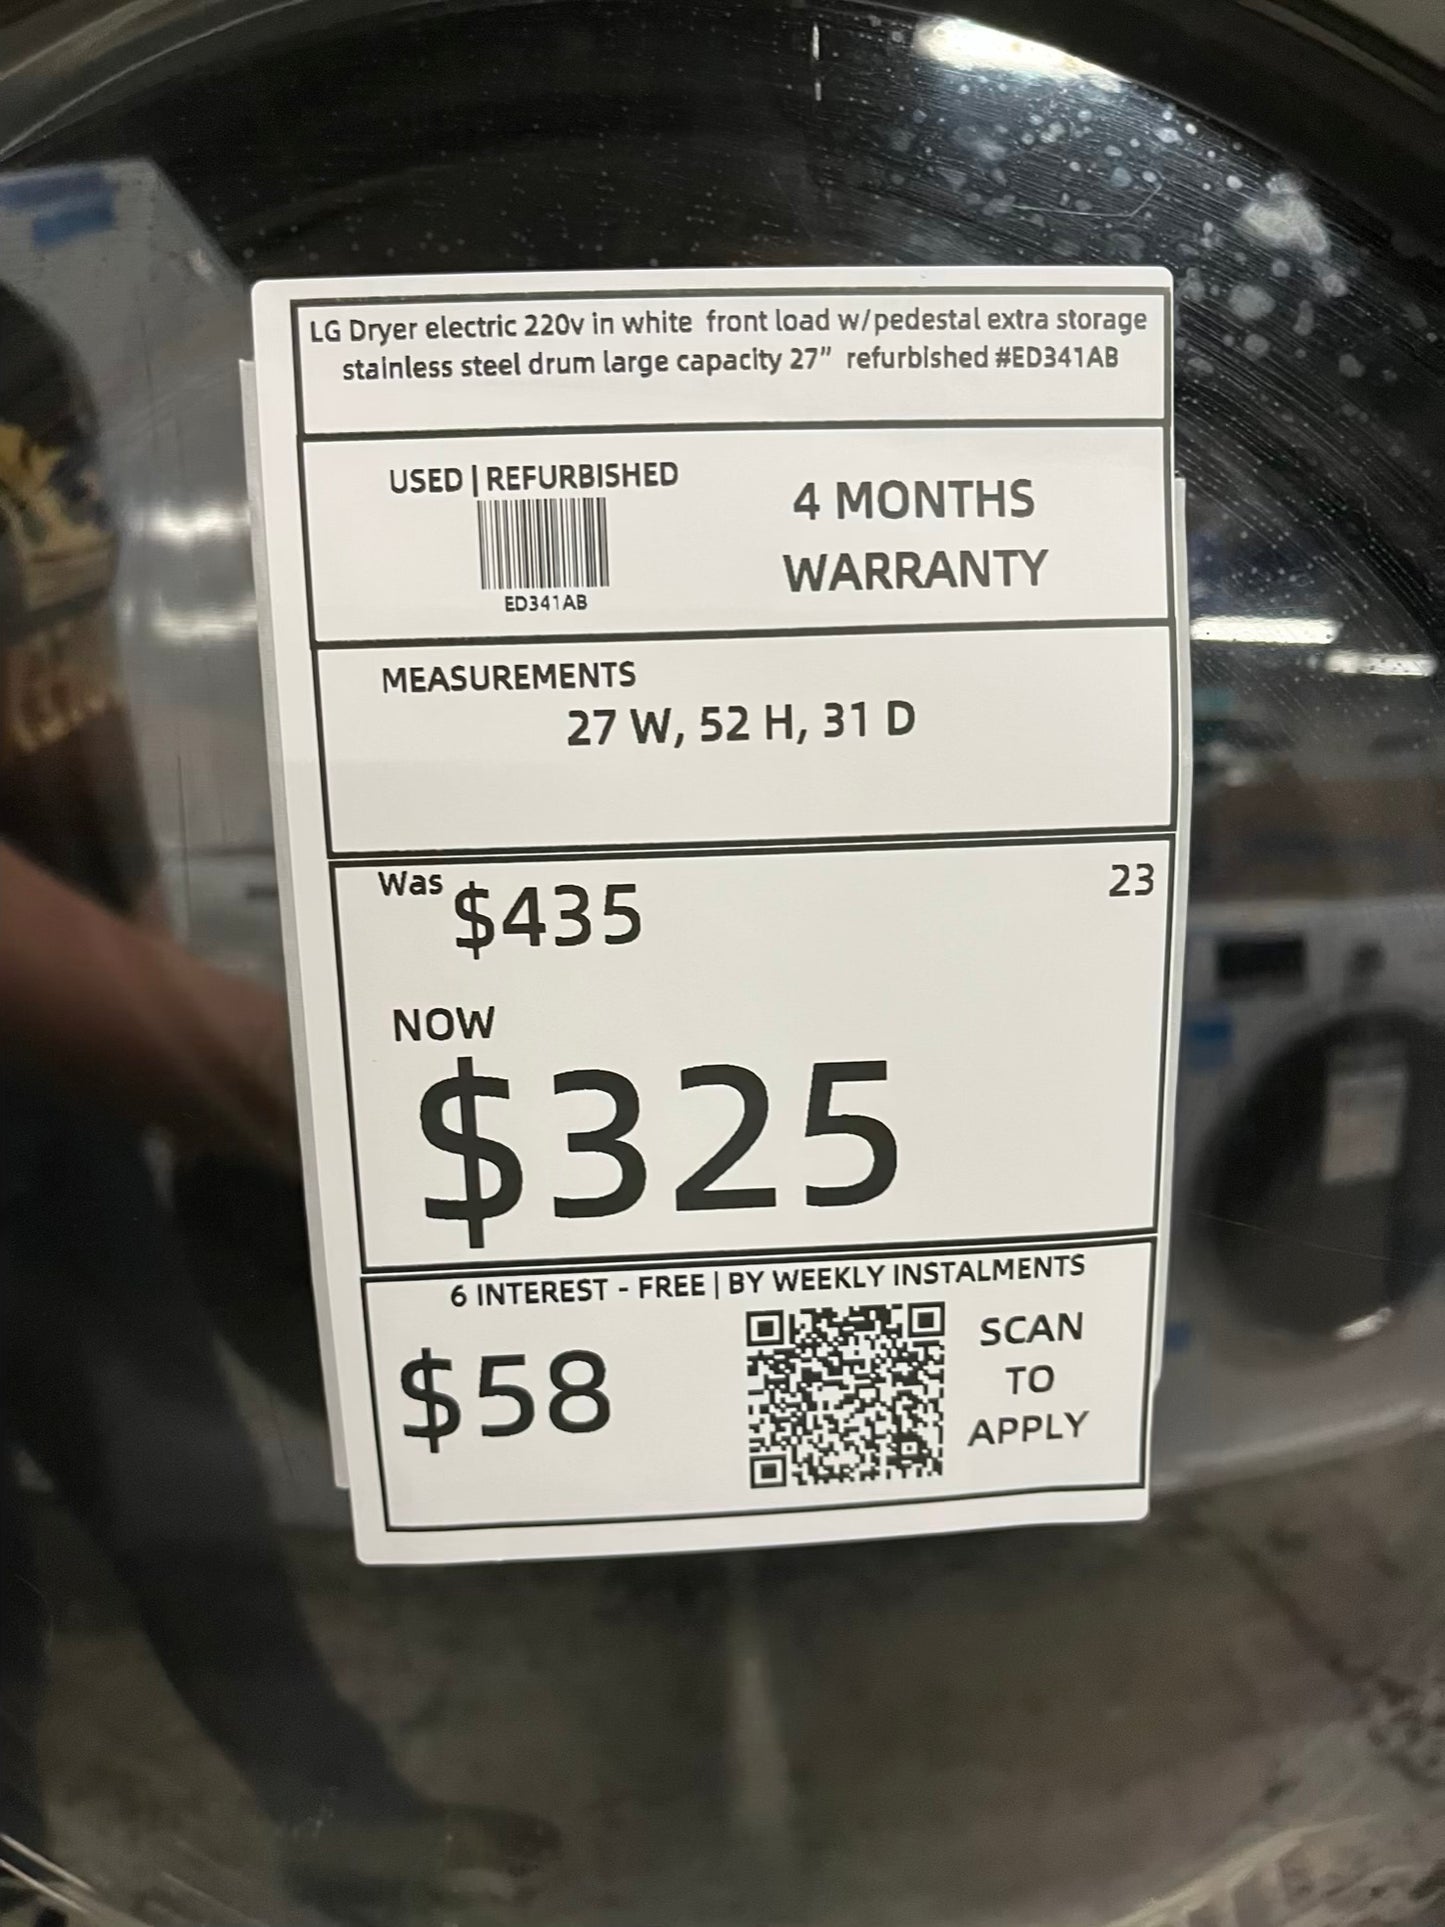 LG Dryer electric 220v in white front load w/pedestal extra storage
stainless steel drum large capacity 27” refurbished #ED341AB
USED | REFURBISHED
ED341AB
4 MONTHS
WARRANTY
MEASUREMENTS
27 W, 52 H, 31 D
Was $435
23
NOW
$325
6 INTEREST - FREE | BY WEEKLY INSTALMENTS
$58
SCAN
TO
APPLY